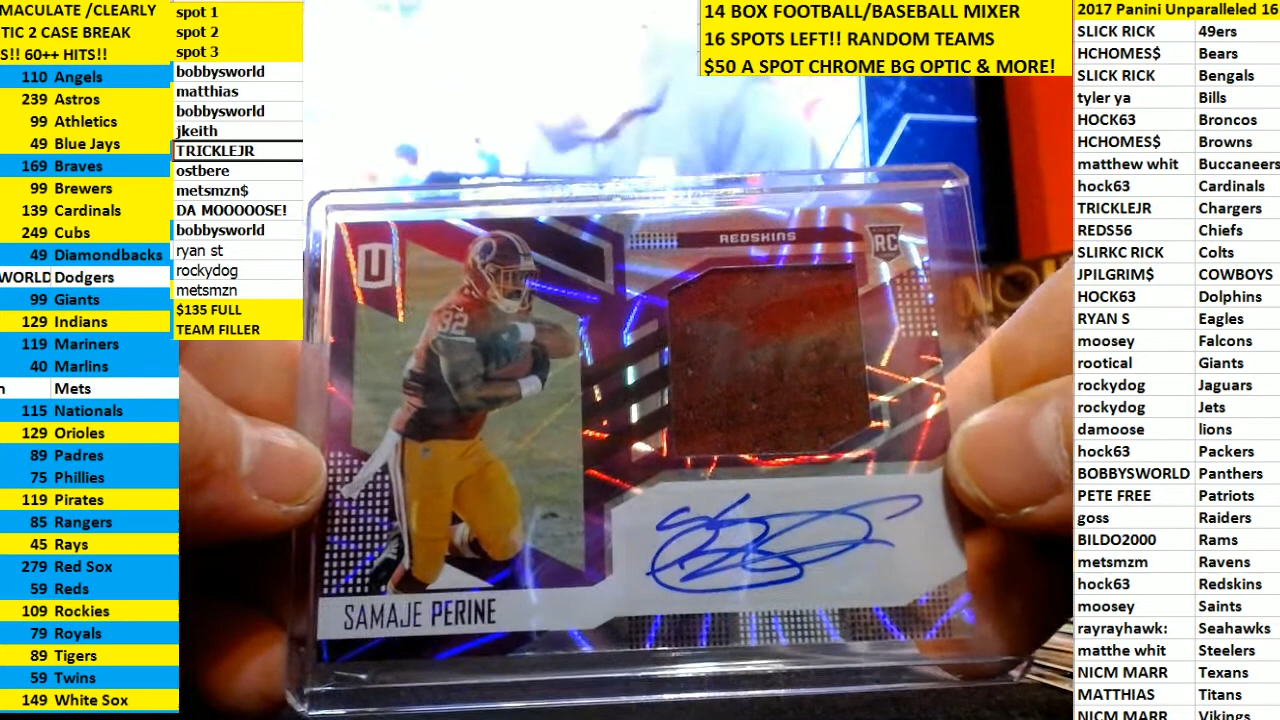 MACULATE /CLEARLY
TIC 2 CASE BREAK
S!! 60++ HITS!!
110 Angels
239 Astros
99 Athletics
49 Blue Jays
169 Braves
99 Brewers
139 Cardinals
249 Cubs
49 Diamondbacks
WORLD Dodgers
99 Giants
129 Indians
119 Mariners
40 Marlins
n Mets
115 Nationals
129 Orioles
89 Padres
75 Phillies
119 Pirates
85 Rangers
45 Rays
279 Red Sox
59 Reds
109 Rockies
79 Royals
89 Tigers
59 Twins
149 White Sox
spot 1
spot 2
spot 3
bobbysworld
matthias
bobbysworld
jkeith
TRICKLEJR
ostbere
metsmzn$
DA MOOOOOSE!
bobbysworld
ryan st
rockydog
metsmzn
$135 FULL
TEAM FILLER
14 BOX FOOTBALL/BASEBALL MIXER
16 SPOTS LEFT!! RANDOM TEAMS
$50 A SPOT CHROME BG OPTIC & MORE!
U
REDSKINS
RC
32
SAMAJE PERINE
2017 Panini Unparalleled 16
SLICK RICK 49ers
HCHOMES$ Bears
SLICK RICK Bengals
tyler ya Bills
HOCK63 Broncos
HCHOMES$ Browns
matthew whit Buccaneers
hock63 Cardinals
TRICKLEJR Chargers
REDS56 Chiefs
SLIRKC RICK Colts
JPILGRIM$ COWBOYS
HOCK63 Dolphins
RYAN S Eagles
moosey Falcons
rootical Giants
rockydog Jaguars
rockydog Jets
damoose lions
hock63 Packers
BOBBYSWORLD Panthers
PETE FREE Patriots
goss Raiders
BILDO2000 Rams
metsmzm Ravens
hock63 Redskins
moosey Saints
rayrayhawk: Seahawks
matthe whit Steelers
NICM MARR Texans
MATTHIAS Titans
NICM MARR Vikings